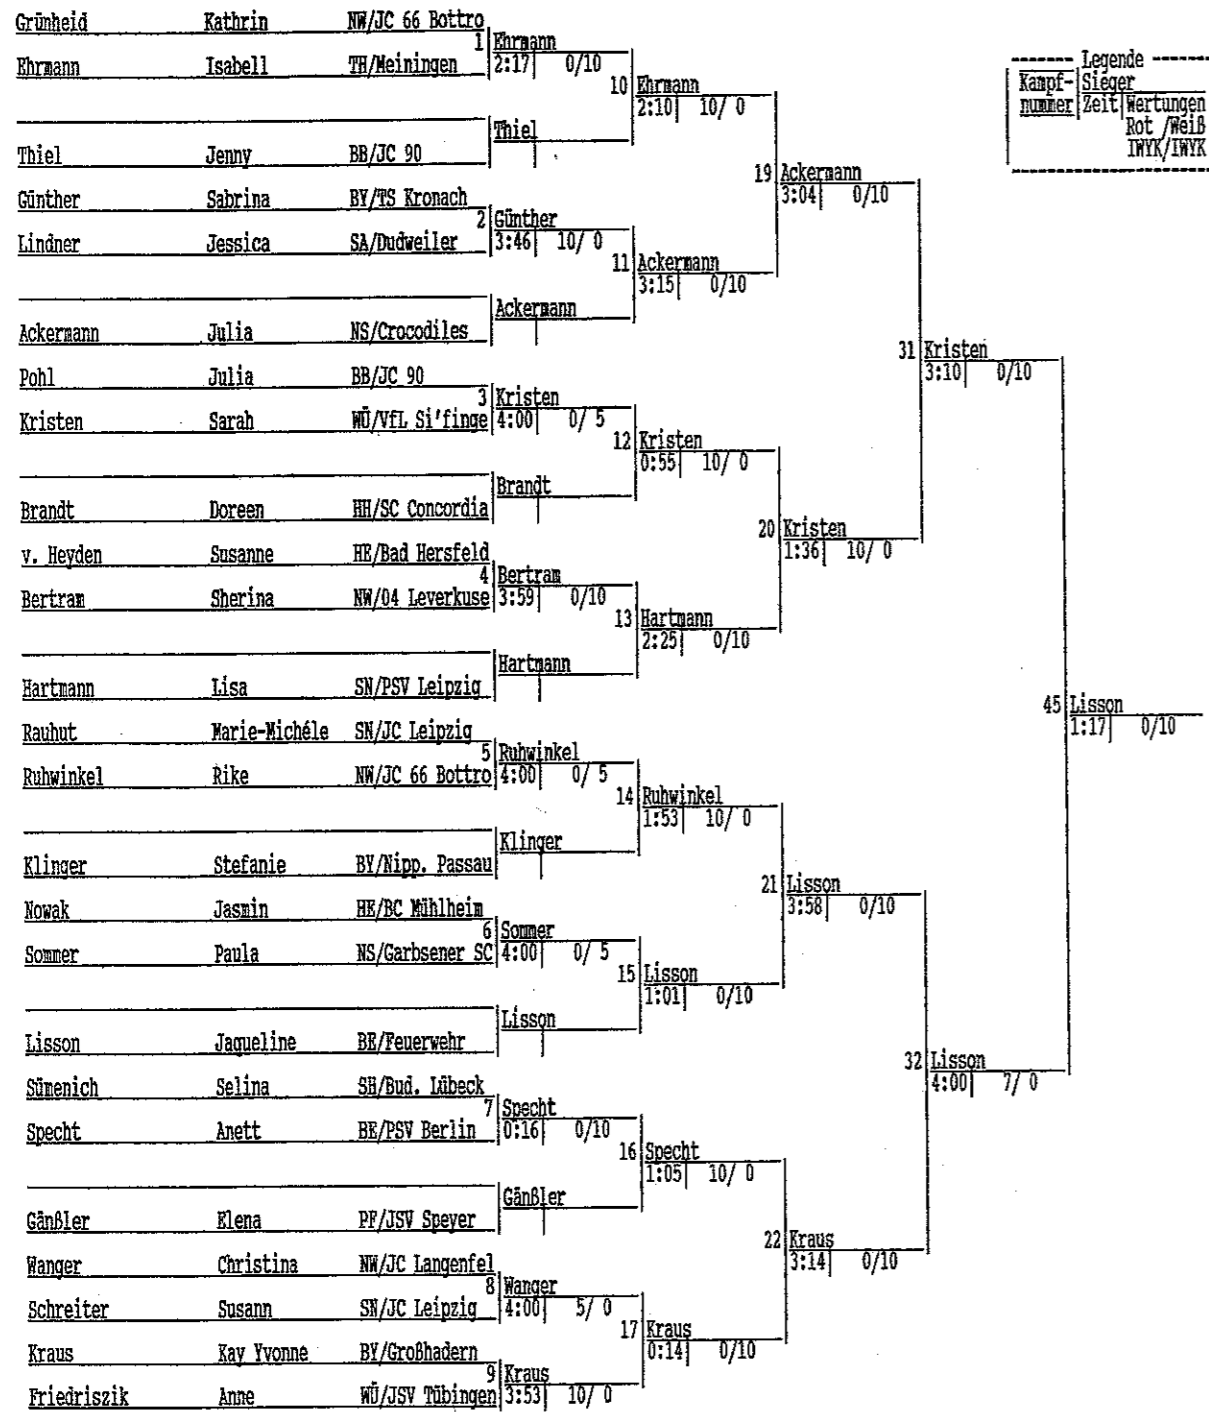 Grünheid Kathrin NW/JC 66 Bottro
1 Ehrmann
Ehrmann Isabell TH/Meiningen 2:17 0/10
------- Legende ------
Kampf- Sieger
nummer Zeit Wertungen
Rot /Weiß
IWYK/IWYK
10 Ehrmann
2:10 10/ 0
Thiel
Thiel Jenny BB/JC 90
19 Ackermann
3:04 0/10
Günther Sabrina BY/TS Kronach
2 Günther
Lindner Jessica SA/Dudweiler 3:46 10/ 0
11 Ackermann
3:15 0/10
Ackermann
Ackermann Julia NS/Crocodiles
31 Kristen
3:10 0/10
Pohl Julia BB/JC 90
3 Kristen
Kristen Sarah WÜ/VfL Si'finge 4:00 0/ 5
12 Kristen
0:55 10/ 0
Brandt
Brandt Doreen HH/SC Concordia
20 Kristen
1:36 10/ 0
v. Heyden Susanne HE/Bad Hersfeld
4 Bertram
Bertram Sherina NW/04 Leverkuse 3:59 0/10
13 Hartmann
2:25 0/10
Hartmann
Hartmann Lisa SN/PSV Leipzig
45 Lisson
1:17 0/10
Rauhut Marie-Michéle SN/JC Leipzig
5 Ruhwinkel
Ruhwinkel Rike NW/JC 66 Bottro 4:00 0/ 5
14 Ruhwinkel
1:53 10/ 0
Klinger
Klinger Stefanie BY/Nipp. Passau
21 Lisson
3:58 0/10
Nowak Jasmin HE/BC Mühlheim
6 Sommer
Sommer Paula NS/Garbsener SC 4:00 0/ 5
15 Lisson
1:01 0/10
Lisson
Lisson Jaqueline BE/Feuerwehr
32 Lisson
4:00 7/ 0
Sümenich Selina SH/Bud. Lübeck
7 Specht
Specht Anett BE/PSV Berlin 0:16 0/10
16 Specht
1:05 10/ 0
Gänßler
Gänßler Elena PF/JSV Speyer
22 Kraus
3:14 0/10
Wanger Christina NW/JC Langenfel
8 Wanger
Schreiter Susann SN/JC Leipzig 4:00 5/ 0
17 Kraus
0:14 0/10
Kraus Kay Yvonne BY/Großhadern
9 Kraus
Friedriszik Anne WÜ/JSV Tübingen 3:53 10/ 0